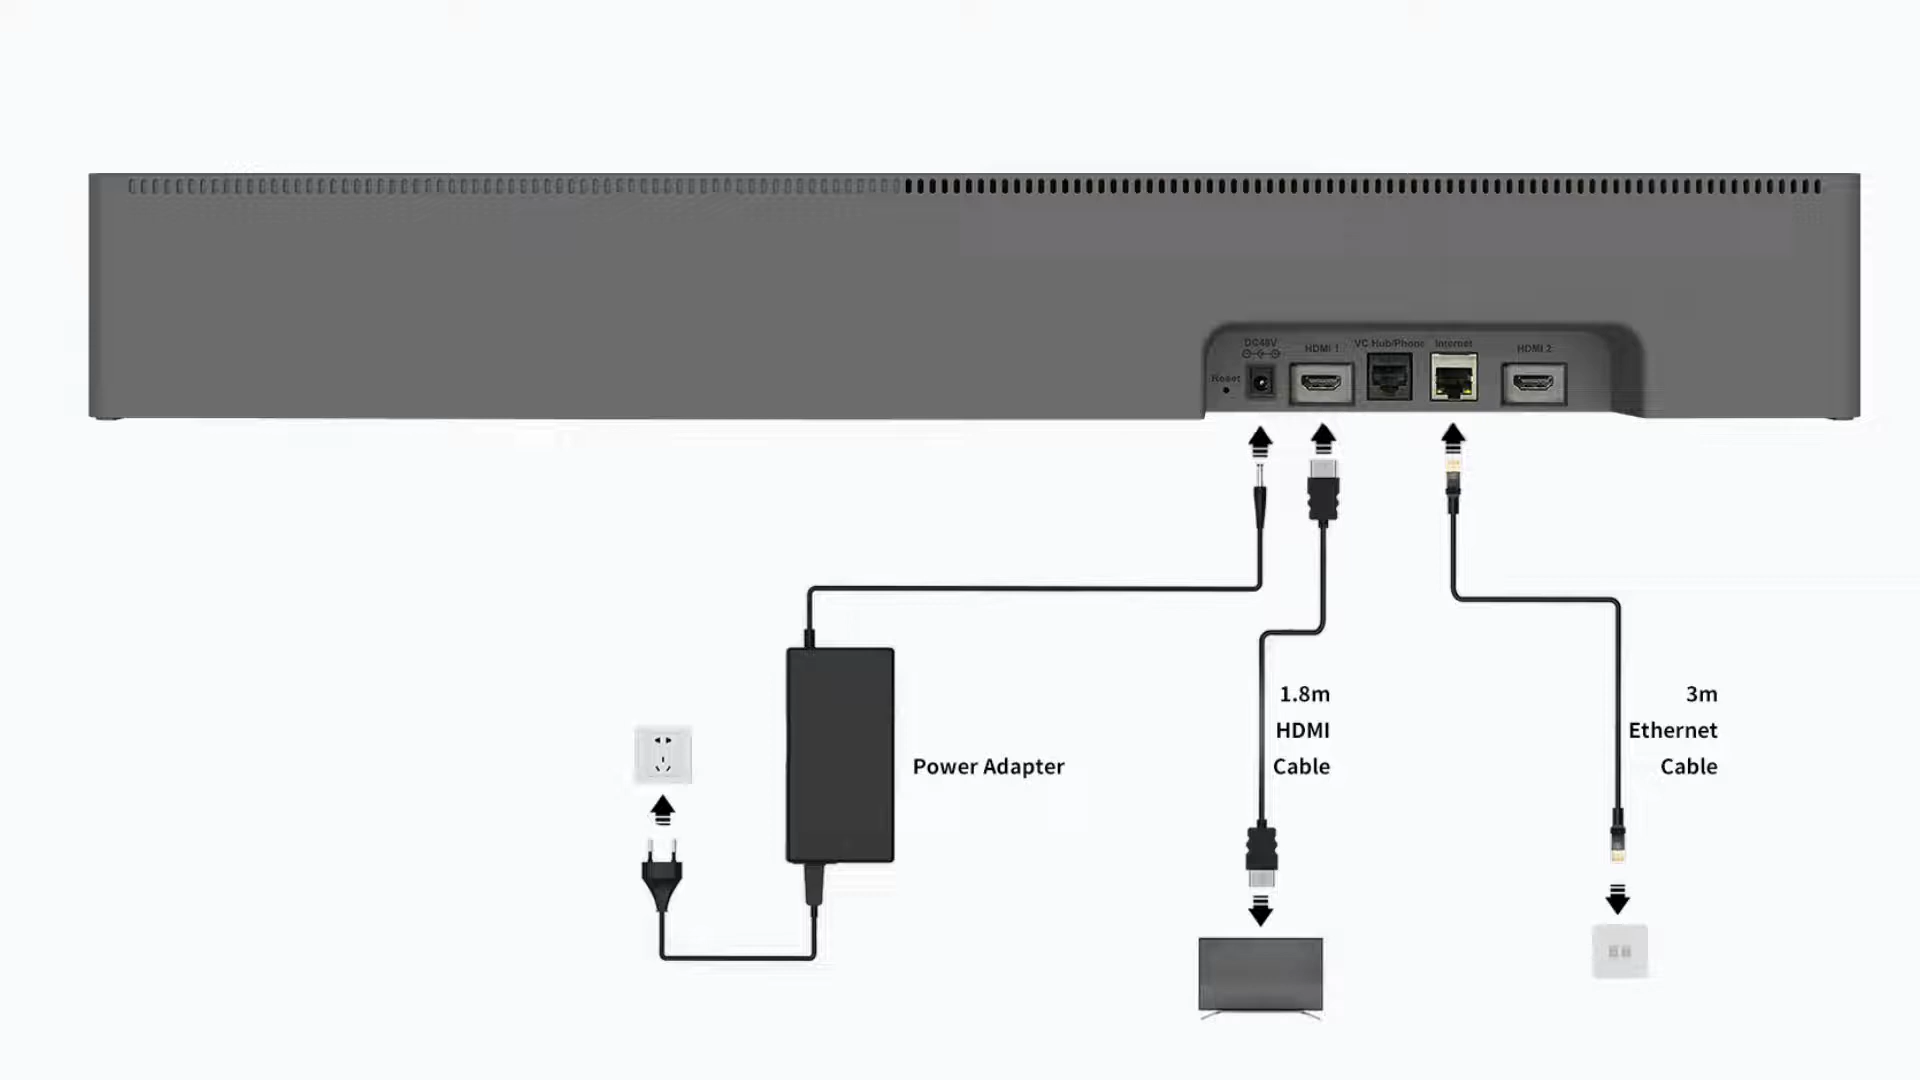 DC48V
HDMI 1
VC Hub/Phone
Internet
HDMI 2
Reset
1.8m
HDMI
Cable
3m
Ethernet
Cable
Power Adapter